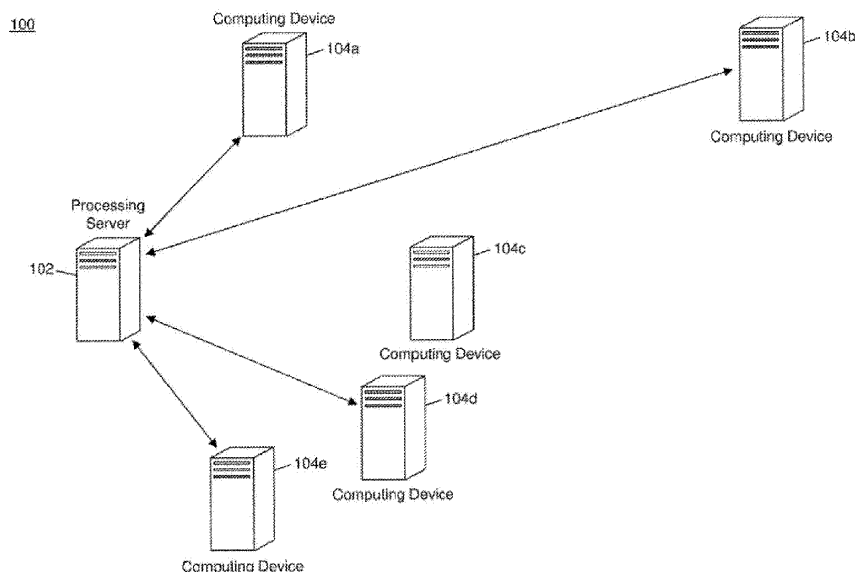 100
Computing Device
104a
104b
Computing Device
Processing
Server
102
104c
Computing Device
104d
Computing Device
104e
Computing Device